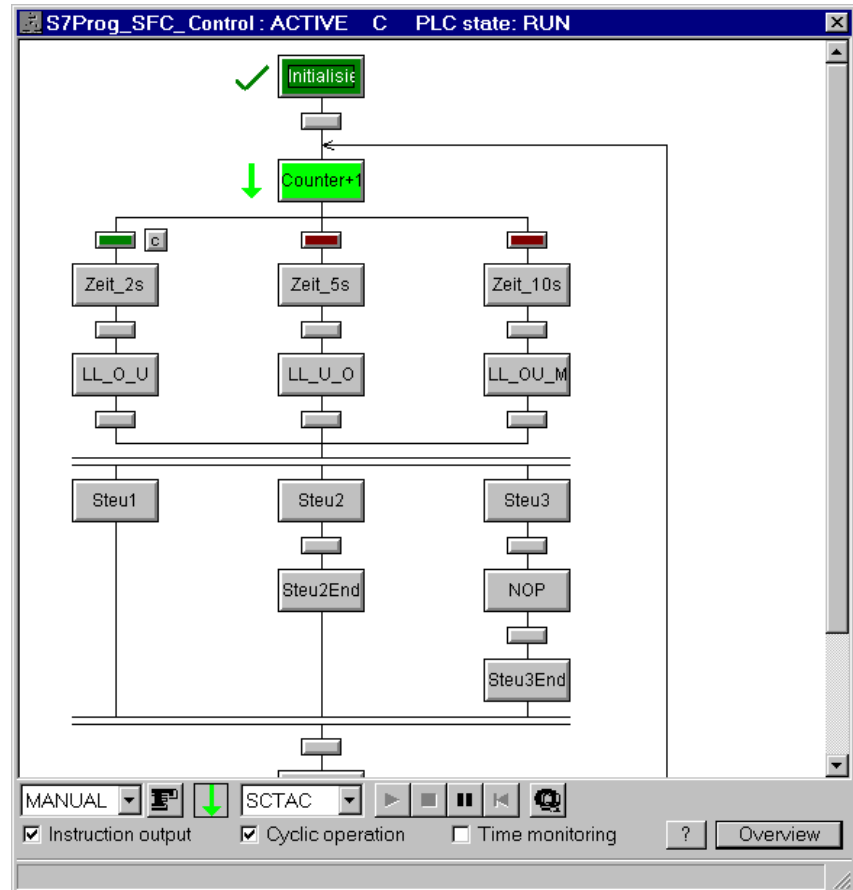 S7Prog_SFC_Control : ACTIVE C PLC state: RUN
Initialisie
Counter+1
C
Zeit_2s Zeit_5s Zeit_10s
LL_O_U LL_U_O LL_OU_M
Steu1 Steu2 Steu3
Steu2End NOP
Steu3End
MANUAL SCTAC
Instruction output Cyclic operation Time monitoring ? Overview